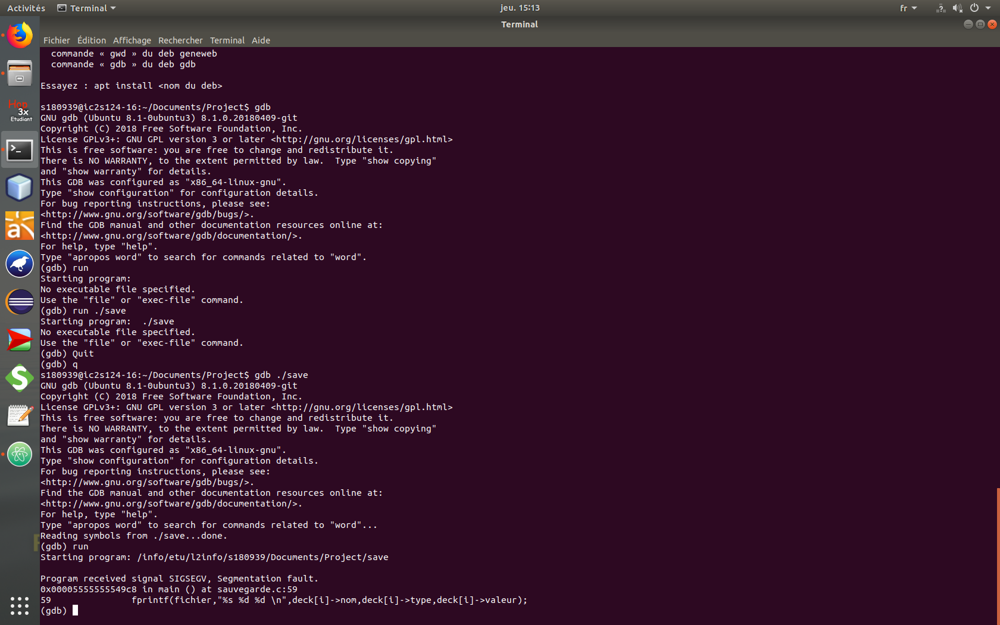 Activités
Terminal
jeu. 15:13
fr
Terminal
Fichier Édition Affichage Rechercher Terminal Aide
Hop
3x
Etudiant
a
S
commande « gwd » du deb geneweb
commande « gdb » du deb gdb
Essayez : apt install <nom du deb>
s180939@ic2s124-16:~/Documents/Project$ gdb
GNU gdb (Ubuntu 8.1-0ubuntu3) 8.1.0.20180409-git
Copyright (C) 2018 Free Software Foundation, Inc.
License GPLv3+: GNU GPL version 3 or later <http://gnu.org/licenses/gpl.html>
This is free software: you are free to change and redistribute it.
There is NO WARRANTY, to the extent permitted by law.  Type "show copying"
and "show warranty" for details.
This GDB was configured as "x86_64-linux-gnu".
Type "show configuration" for configuration details.
For bug reporting instructions, please see:
<http://www.gnu.org/software/gdb/bugs/>.
Find the GDB manual and other documentation resources online at:
<http://www.gnu.org/software/gdb/documentation/>.
For help, type "help".
Type "apropos word" to search for commands related to "word".
(gdb) run
Starting program:
No executable file specified.
Use the "file" or "exec-file" command.
(gdb) run ./save
Starting program:  ./save
No executable file specified.
Use the "file" or "exec-file" command.
(gdb) Quit
(gdb) q
s180939@ic2s124-16:~/Documents/Project$ gdb ./save
GNU gdb (Ubuntu 8.1-0ubuntu3) 8.1.0.20180409-git
Copyright (C) 2018 Free Software Foundation, Inc.
License GPLv3+: GNU GPL version 3 or later <http://gnu.org/licenses/gpl.html>
This is free software: you are free to change and redistribute it.
There is NO WARRANTY, to the extent permitted by law.  Type "show copying"
and "show warranty" for details.
This GDB was configured as "x86_64-linux-gnu".
Type "show configuration" for configuration details.
For bug reporting instructions, please see:
<http://www.gnu.org/software/gdb/bugs/>.
Find the GDB manual and other documentation resources online at:
<http://www.gnu.org/software/gdb/documentation/>.
For help, type "help".
Type "apropos word" to search for commands related to "word"...
Reading symbols from ./save...done.
(gdb) run
Starting program: /info/etu/l2info/s180939/Documents/Project/save
Program received signal SIGSEGV, Segmentation fault.
0x00005555555549c8 in main () at sauvegarde.c:59
59               fprintf(fichier,"%s %d %d \n",deck[i]->nom,deck[i]->type,deck[i]->valeur);
(gdb)